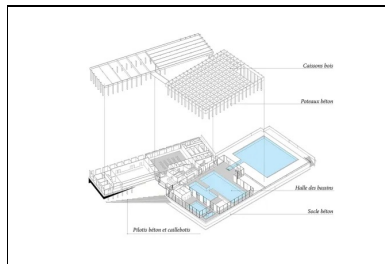 Caissons bois
Poteaux béton
Halle des bassins
Socle béton
Pilotis béton et caillebotis